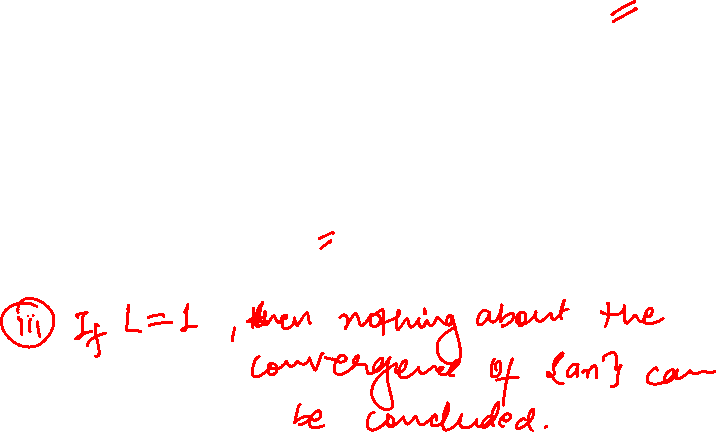 (iii) If L=1, then nothing about the
convergence of {an} can
be concluded.